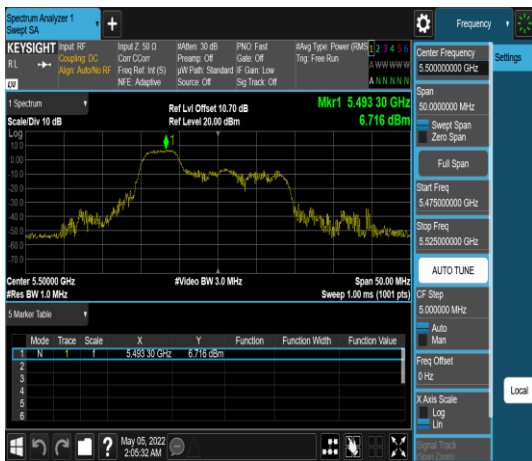 Spectrum Analyzer 1
Swept SA
+
Frequency
KEYSIGHT
RL
Input: RF
Coupling: DC
Align: Auto/No RF
Input Z: 50 Ω
Corr CCorr
Freq Ref: Int (S)
NFE: Adaptive
#Atten: 30 dB
Preamp: Off
µW Path: Standard
Source: Off
PNO: Fast
Gate: Off
IF Gain: Low
Sig Track: Off
#Avg Type: Power (RMS)
Trig: Free Run
1 2 3 4 5 6
A W W W W W
A N N N N N
1 Spectrum
Scale/Div 10 dB
Ref Lvl Offset 10.70 dB
Ref Level 20.00 dBm
Mkr1 5.493 30 GHz
6.716 dBm
Log
10.0
0.00
-10.0
-20.0
-30.0
-40.0
-50.0
-60.0
-70.0
1
Center 5.50000 GHz
#Res BW 1.0 MHz
#Video BW 3.0 MHz
Span 50.00 MHz
Sweep 1.00 ms (1001 pts)
5 Marker Table
Mode Trace Scale X Y Function Function Width Function Value
1 N 1 f 5.493 30 GHz 6.716 dBm
2
3
4
5
6
May 05, 2022
2:05:32 AM
Center Frequency
5.500000000 GHz
Span
50.0000000 MHz
Swept Span
Zero Span
Full Span
Start Freq
5.475000000 GHz
Stop Freq
5.525000000 GHz
AUTO TUNE
CF Step
5.000000 MHz
Auto
Man
Freq Offset
0 Hz
X Axis Scale
Log
Lin
Signal Track
(Span Zoom)
Settings
Local